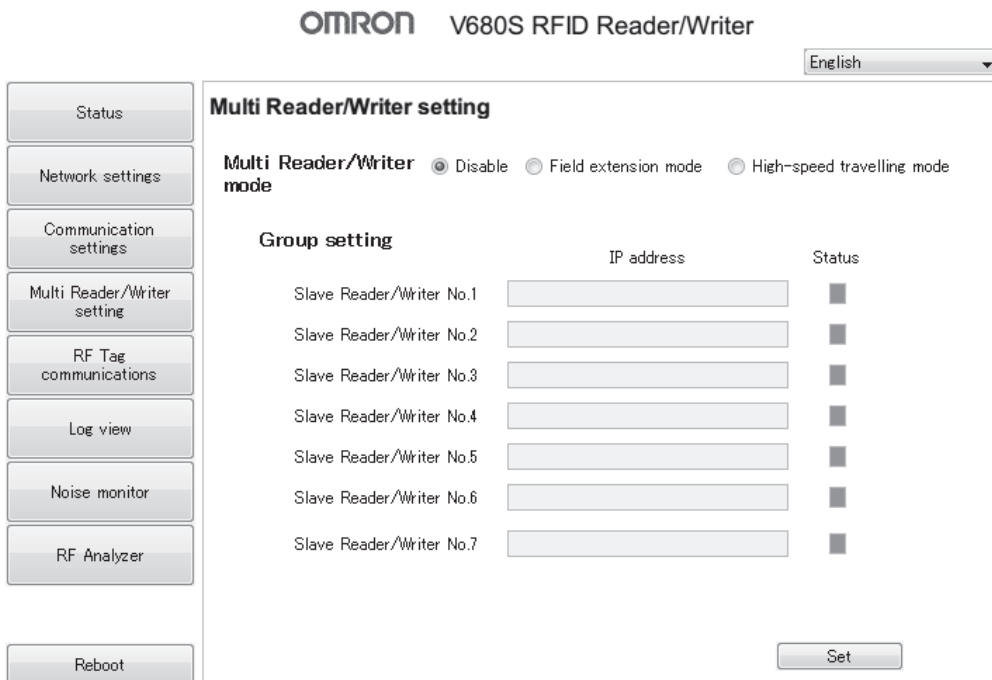 OMRON V680S RFID Reader/Writer
English
Status
Network settings
Communication
settings
Multi Reader/Writer
setting
RF Tag
communications
Log view
Noise monitor
RF Analyzer
Reboot
Multi Reader/Writer setting
Multi Reader/Writer
mode
Disable Field extension mode High-speed travelling mode
Group setting
IP address Status
Slave Reader/Writer No.1
Slave Reader/Writer No.2
Slave Reader/Writer No.3
Slave Reader/Writer No.4
Slave Reader/Writer No.5
Slave Reader/Writer No.6
Slave Reader/Writer No.7
Set